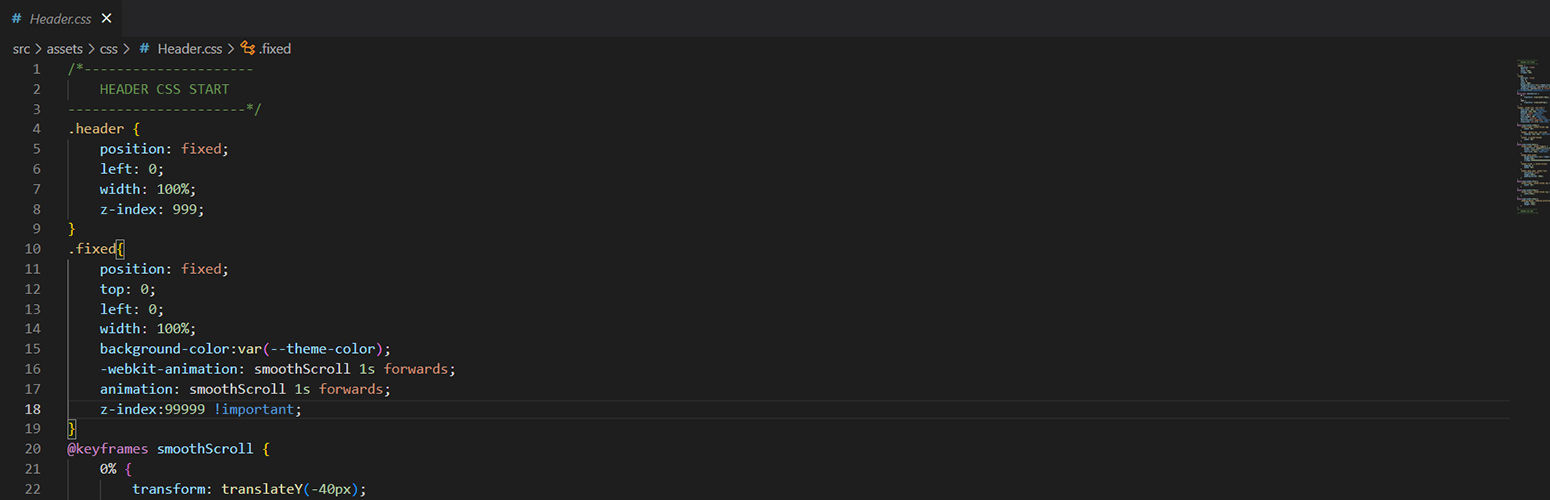 # Header.css ×
src > assets > css > # Header.css > .fixed
1 /*---------------------
2 HEADER CSS START
3 ----------------------*/
4 .header {
5 position: fixed;
6 left: 0;
7 width: 100%;
8 z-index: 999;
9 }
10 .fixed{
11 position: fixed;
12 top: 0;
13 left: 0;
14 width: 100%;
15 background-color:var(--theme-color);
16 -webkit-animation: smoothScroll 1s forwards;
17 animation: smoothScroll 1s forwards;
18 z-index:99999 !important;
19 }
20 @keyframes smoothScroll {
21 0% {
22 transform: translateY(-40px);